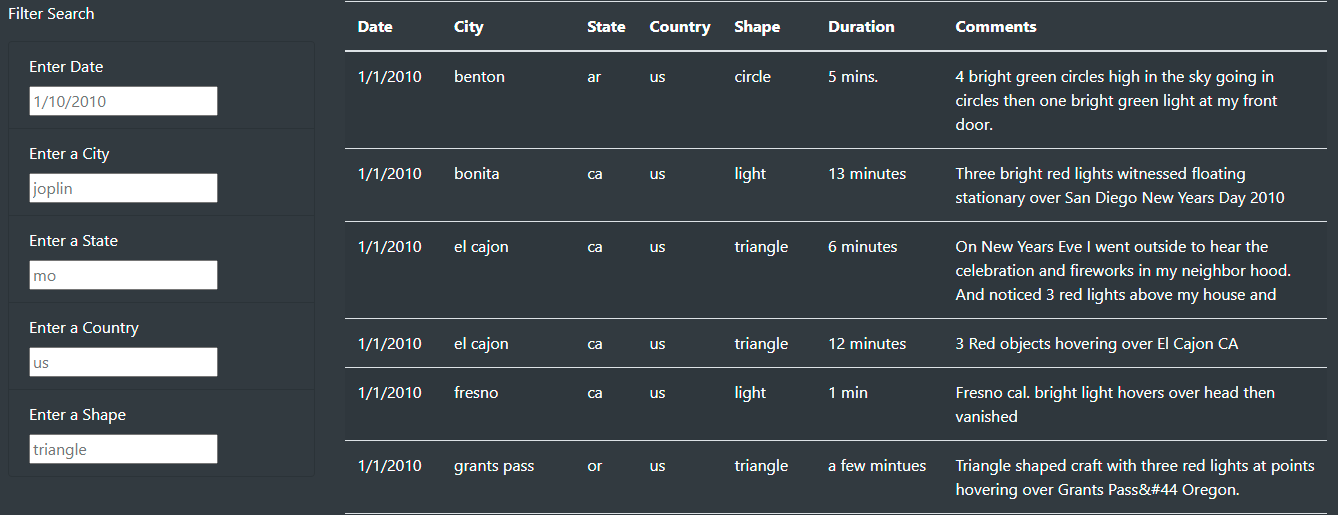 Filter Search
Enter Date
1/10/2010
Enter a City
joplin
Enter a State
mo
Enter a Country
us
Enter a Shape
triangle
Date City State Country Shape Duration Comments
1/1/2010 benton ar us circle 5 mins. 4 bright green circles high in the sky going in
circles then one bright green light at my front
door.
1/1/2010 bonita ca us light 13 minutes Three bright red lights witnessed floating
stationary over San Diego New Years Day 2010
1/1/2010 el cajon ca us triangle 6 minutes On New Years Eve I went outside to hear the
celebration and fireworks in my neighbor hood.
And noticed 3 red lights above my house and
1/1/2010 el cajon ca us triangle 12 minutes 3 Red objects hovering over El Cajon CA
1/1/2010 fresno ca us light 1 min Fresno cal. bright light hovers over head then
vanished
1/1/2010 grants pass or us triangle a few mintues Triangle shaped craft with three red lights at points
hovering over Grants Pass&#44 Oregon.